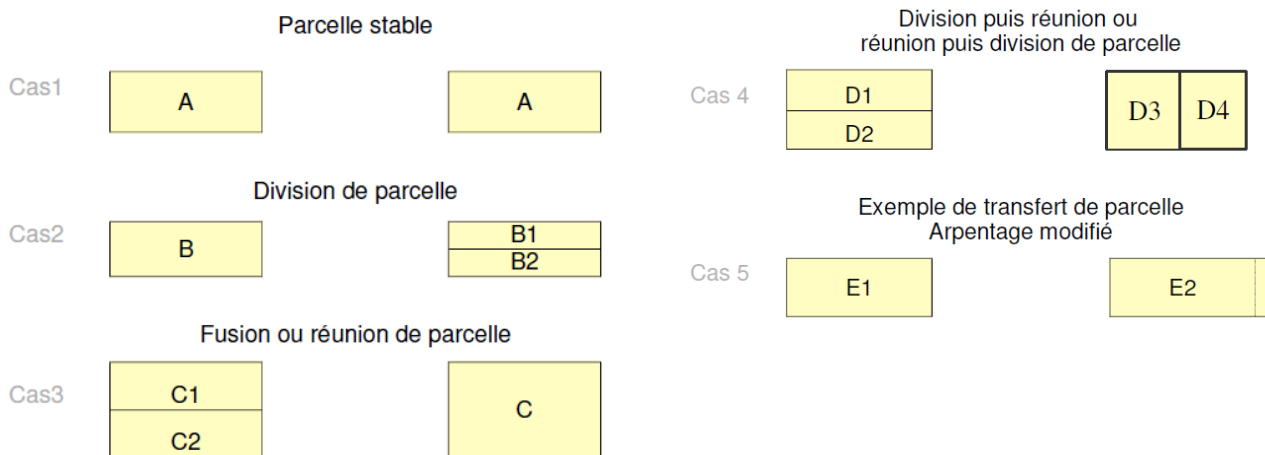 Parcelle stable
Cas1
A
A
Division de parcelle
Cas2
B
B1
B2
Fusion ou réunion de parcelle
Cas3
C1
C2
C
Division puis réunion ou
réunion puis division de parcelle
Cas 4
D1
D2
D3
D4
Exemple de transfert de parcelle
Arpentage modifié
Cas 5
E1
E2